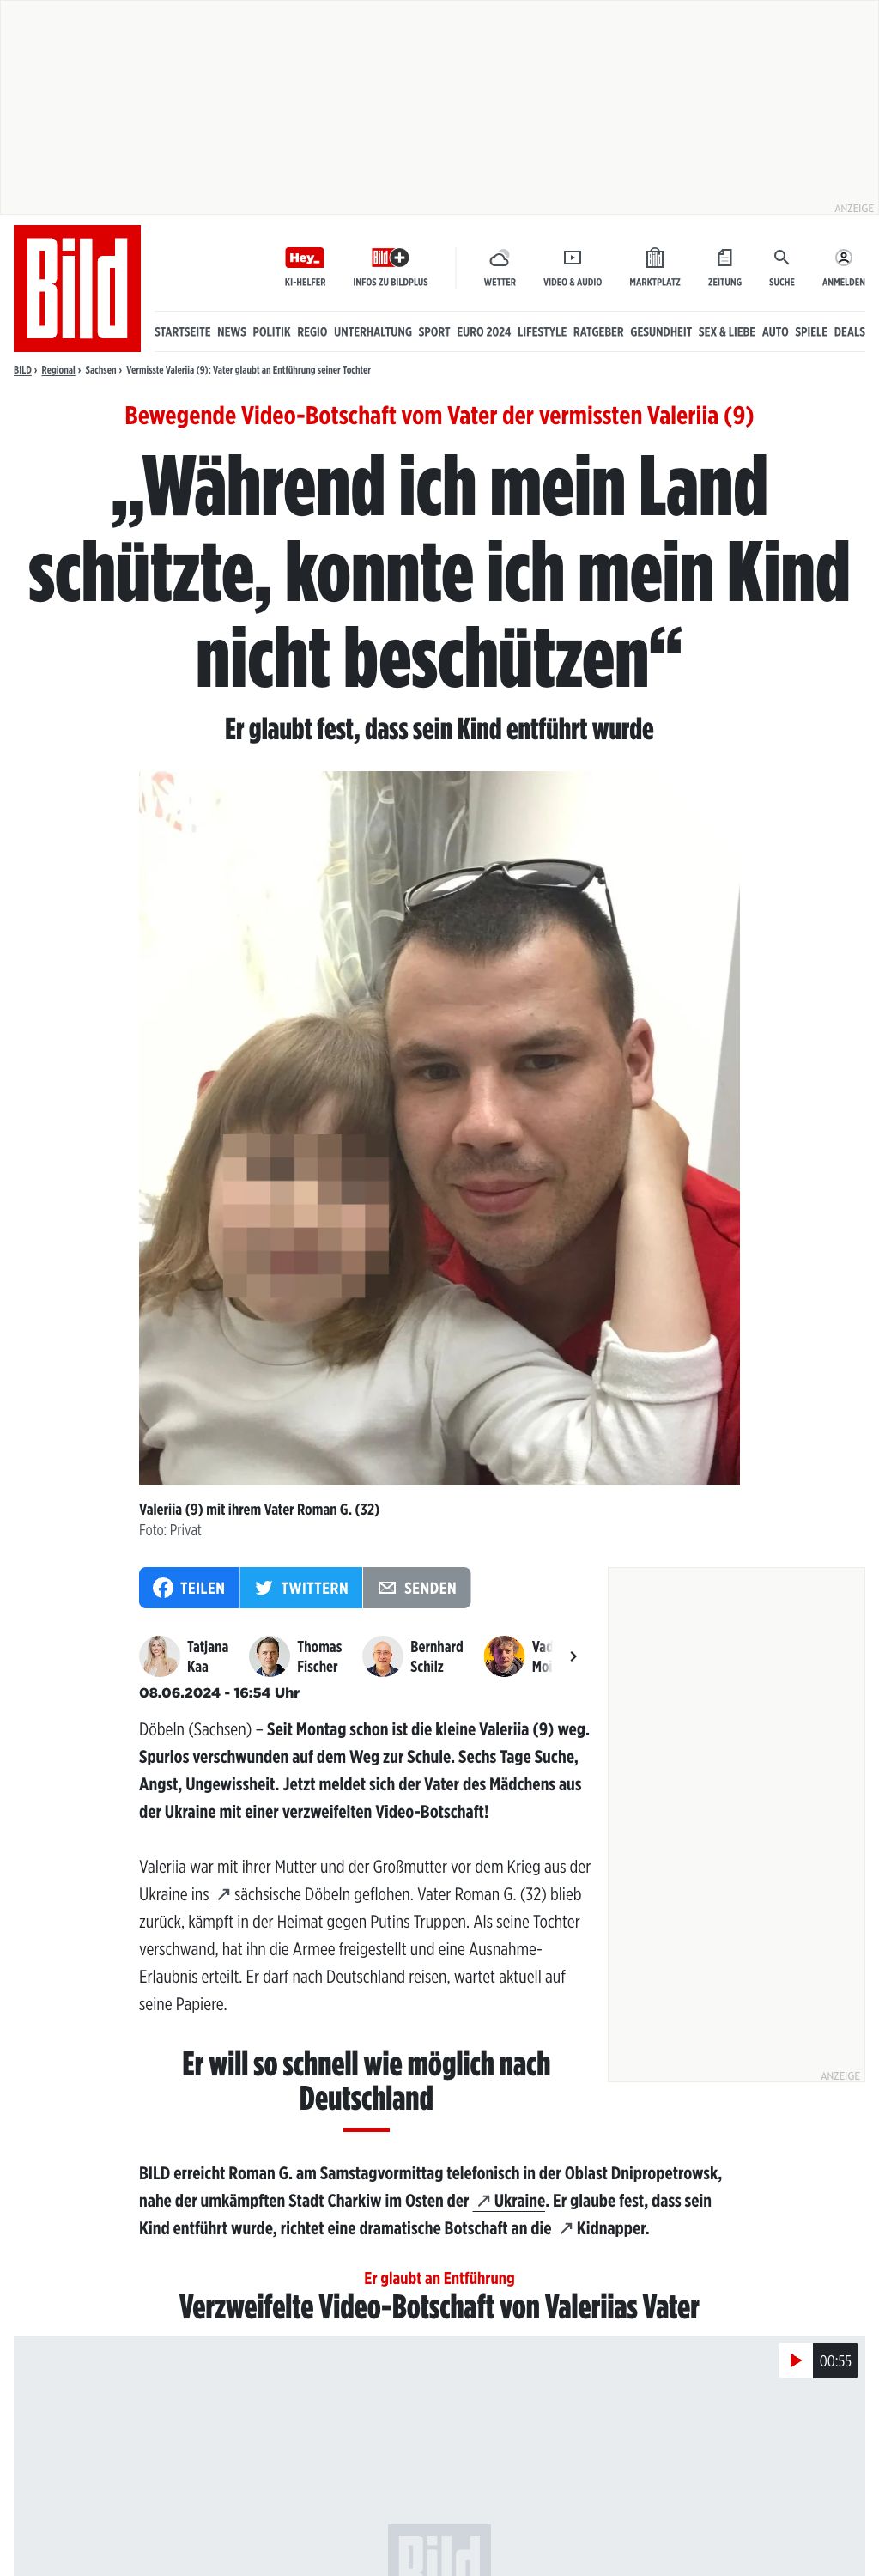 ANZEIGE
Bild
Hey_
KI-HELFER
Bild
INFOS ZU BILDPLUS
WETTER
VIDEO & AUDIO
Bild
MARKTPLATZ
ZEITUNG
SUCHE
ANMELDEN
STARTSEITE NEWS POLITIK REGIO UNTERHALTUNG SPORT EURO 2024 LIFESTYLE RATGEBER GESUNDHEIT SEX & LIEBE AUTO SPIELE DEALS
BILD › Regional › Sachsen › Vermisste Valeriia (9): Vater glaubt an Entführung seiner Tochter
Bewegende Video-Botschaft vom Vater der vermissten Valeriia (9)
„Während ich mein Land
schützte, konnte ich mein Kind
nicht beschützen“
Er glaubt fest, dass sein Kind entführt wurde
Valeriia (9) mit ihrem Vater Roman G. (32)
Foto: Privat
TEILEN TWITTERN SENDEN
Tatjana Kaa
Thomas Fischer
Bernhard Schilz
08.06.2024 - 16:54 Uhr
Döbeln (Sachsen) – Seit Montag schon ist die kleine Valeriia (9) weg.
Spurlos verschwunden auf dem Weg zur Schule. Sechs Tage Suche,
Angst, Ungewissheit. Jetzt meldet sich der Vater des Mädchens aus
der Ukraine mit einer verzweifelten Video-Botschaft!
Valeriia war mit ihrer Mutter und der Großmutter vor dem Krieg aus der
Ukraine ins ↗ sächsische Döbeln geflohen. Vater Roman G. (32) blieb
zurück, kämpft in der Heimat gegen Putins Truppen. Als seine Tochter
verschwand, hat ihn die Armee freigestellt und eine Ausnahme-
Erlaubnis erteilt. Er darf nach Deutschland reisen, wartet aktuell auf
seine Papiere.
ANZEIGE
Er will so schnell wie möglich nach
Deutschland
BILD erreicht Roman G. am Samstagvormittag telefonisch in der Oblast Dnipropetrowsk,
nahe der umkämpften Stadt Charkiw im Osten der ↗ Ukraine. Er glaube fest, dass sein
Kind entführt wurde, richtet eine dramatische Botschaft an die ↗ Kidnapper.
Er glaubt an Entführung
Verzweifelte Video-Botschaft von Valeriias Vater
00:55
Bild